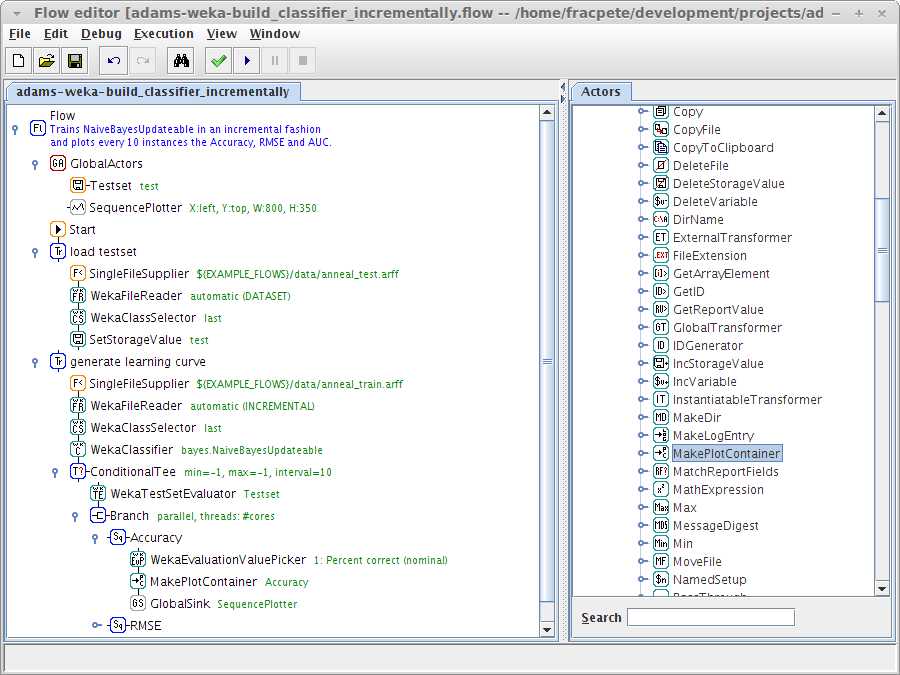 Flow editor [adams-weka-build_classifier_incrementally.flow -- /home/fracpete/development/projects/ad
File Edit Debug Execution View Window
adams-weka-build_classifier_incrementally
Flow
Trains NaiveBayesUpdateable in an incremental fashion
and plots every 10 instances the Accuracy, RMSE and AUC.
GlobalActors
Testset test
SequencePlotter X:left, Y:top, W:800, H:350
Start
load testset
SingleFileSupplier ${EXAMPLE_FLOWS}/data/anneal_test.arff
WekaFileReader automatic (DATASET)
WekaClassSelector last
SetStorageValue test
generate learning curve
SingleFileSupplier ${EXAMPLE_FLOWS}/data/anneal_train.arff
WekaFileReader automatic (INCREMENTAL)
WekaClassSelector last
WekaClassifier bayes.NaiveBayesUpdateable
ConditionalTee min=-1, max=-1, interval=10
WekaTestSetEvaluator Testset
Branch parallel, threads: #cores
Accuracy
WekaEvaluationValuePicker 1: Percent correct (nominal)
MakePlotContainer Accuracy
GlobalSink SequencePlotter
RMSE
Actors
Copy
CopyFile
CopyToClipboard
DeleteFile
DeleteStorageValue
DeleteVariable
DirName
ExternalTransformer
FileExtension
GetArrayElement
GetID
GetReportValue
GlobalTransformer
IDGenerator
IncStorageValue
IncVariable
InstantiatableTransformer
MakeDir
MakeLogEntry
MakePlotContainer
MatchReportFields
MathExpression
Max
MessageDigest
Min
MoveFile
NamedSetup
PassThrough
Search